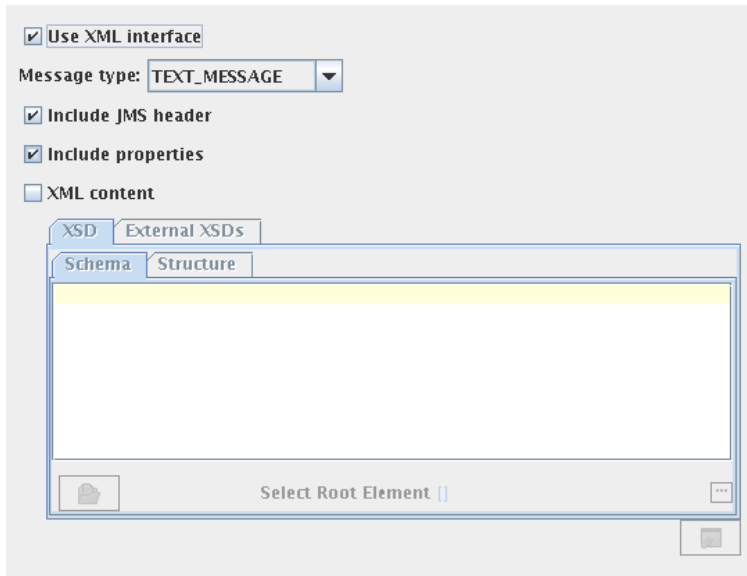 Use XML interface
Message type: TEXT_MESSAGE
Include JMS header
Include properties
XML content
XSD External XSDs
Schema Structure
Select Root Element []
...